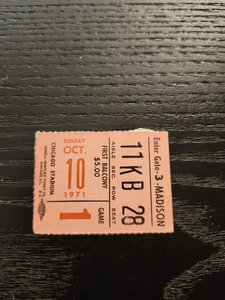 SUNDAY
OCT.
10
1971
CHICAGO STADIUM
FIRST BALCONY
$5.00
GAME
1
11 K B 28
AISLE SEC. ROW SEAT
Enter Gate-3-MADISON